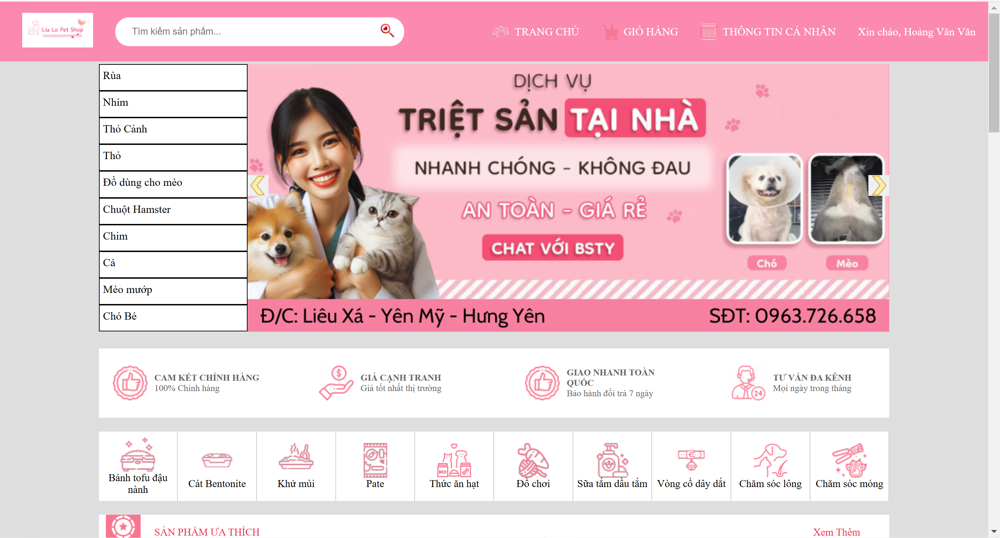 Líu Lo Pet Shop
Tìm kiếm sản phẩm...
TRANG CHỦ
GIỎ HÀNG
THÔNG TIN CÁ NHÂN
Xin chào, Hoàng Văn Văn
Rùa
Nhím
Thỏ Cảnh
Thỏ
Đồ dùng cho mèo
Chuột Hamster
Chim
Cá
Mèo mướp
Chó Bé
DỊCH VỤ
TRIỆT SẢN TẠI NHÀ
NHANH CHÓNG - KHÔNG ĐAU
AN TOÀN - GIÁ RẺ
CHAT VỚI BSTY
Chó
Mèo
Đ/C: Liêu Xá - Yên Mỹ - Hưng Yên
SĐT: 0963.726.658
CAM KẾT CHÍNH HÀNG
100% Chính hàng
$
GIÁ CẠNH TRANH
Giá tốt nhất thị trường
GIAO NHANH TOÀN
QUỐC
Bảo hành đổi trả 7 ngày
24
TƯ VẤN ĐA KÊNH
Mọi ngày trong tháng
Bánh tofu đậu
nành
Cát Bentonite
Khử mùi
Pate
Thức ăn hạt
Đồ chơi
Sữa tắm dầu tắm
Vòng cổ dây dắt
Chăm sóc lông
Chăm sóc móng
SẢN PHẨM ƯA THÍCH
Xem Thêm